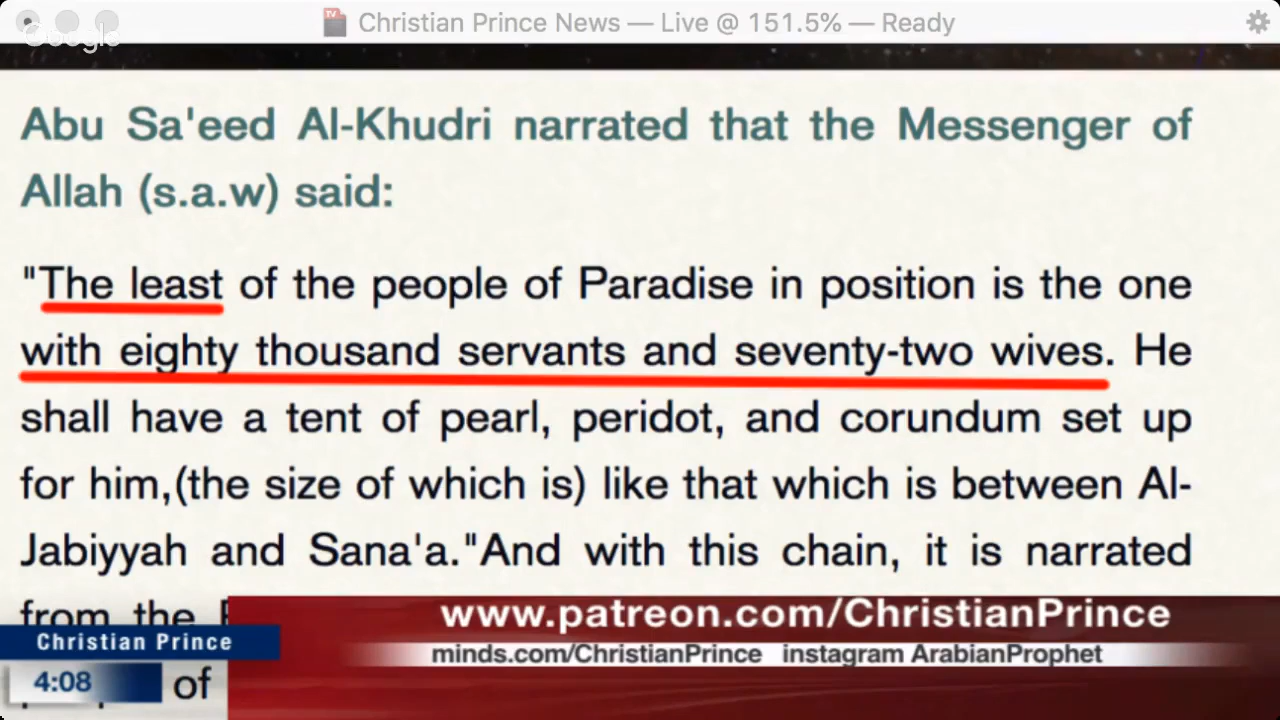 Christian Prince News — Live @ 151.5% — Ready
Google
Abu Sa'eed Al-Khudri narrated that the Messenger of
Allah (s.a.w) said:
"The least of the people of Paradise in position is the one
with eighty thousand servants and seventy-two wives. He
shall have a tent of pearl, peridot, and corundum set up
for him,(the size of which is) like that which is between Al-
Jabiyyah and Sana'a."And with this chain, it is narrated
from the
of
www.patreon.com/ChristianPrince
Christian Prince
minds.com/ChristianPrince instagram ArabianProphet
4:08